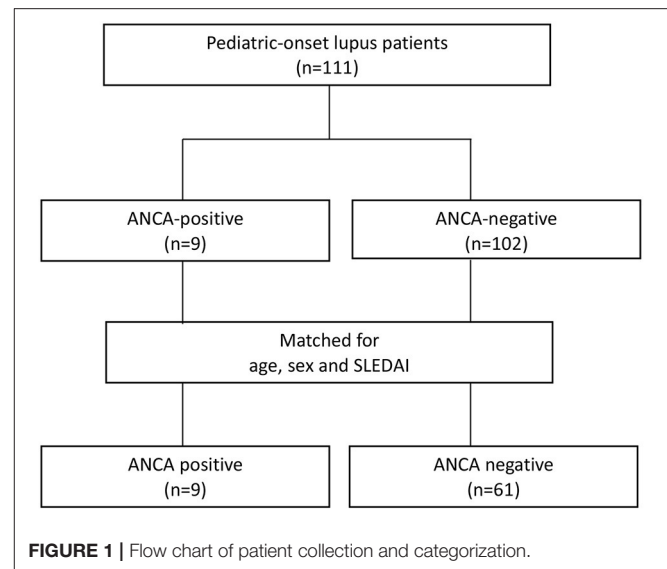 Pediatric-onset lupus patients
(n=111)
ANCA-positive
(n=9)
ANCA-negative
(n=102)
Matched for
age, sex and SLEDAI
ANCA positive
(n=9)
ANCA negative
(n=61)
FIGURE 1 | Flow chart of patient collection and categorization.